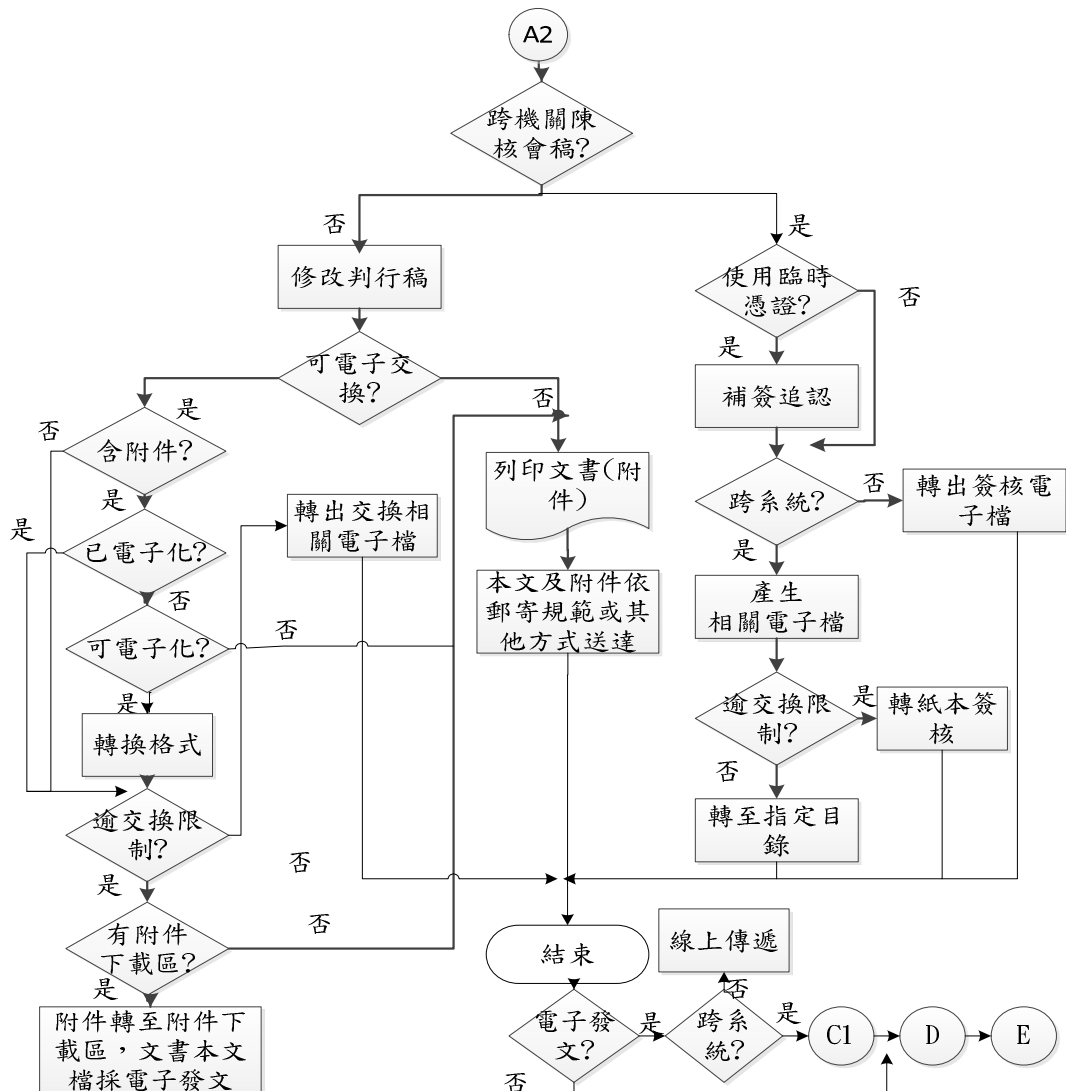 A2
跨機關陳
核會稿?
否
是
修改判行稿
使用臨時
憑證?
否
是
可電子交
換?
補簽追認
否
是
否
含附件?
列印文書(附
件)
跨系統?
否
轉出簽核電
子檔
是
轉出交換相
關電子檔
是
已電子化?
是
本文及附件依
郵寄規範或其
他方式送達
產生
相關電子檔
否
否
可電子化?
是
轉換格式
逾交換限
制?
是
轉紙本簽
核
否
逾交換限
制?
轉至指定目
錄
否
是
有附件
下載區?
否
結束
線上傳遞
是
否
附件轉至附件下
載區,文書本文
檔採電子發文
電子發
文?
是
跨系
統?
是
C1
D
E
否